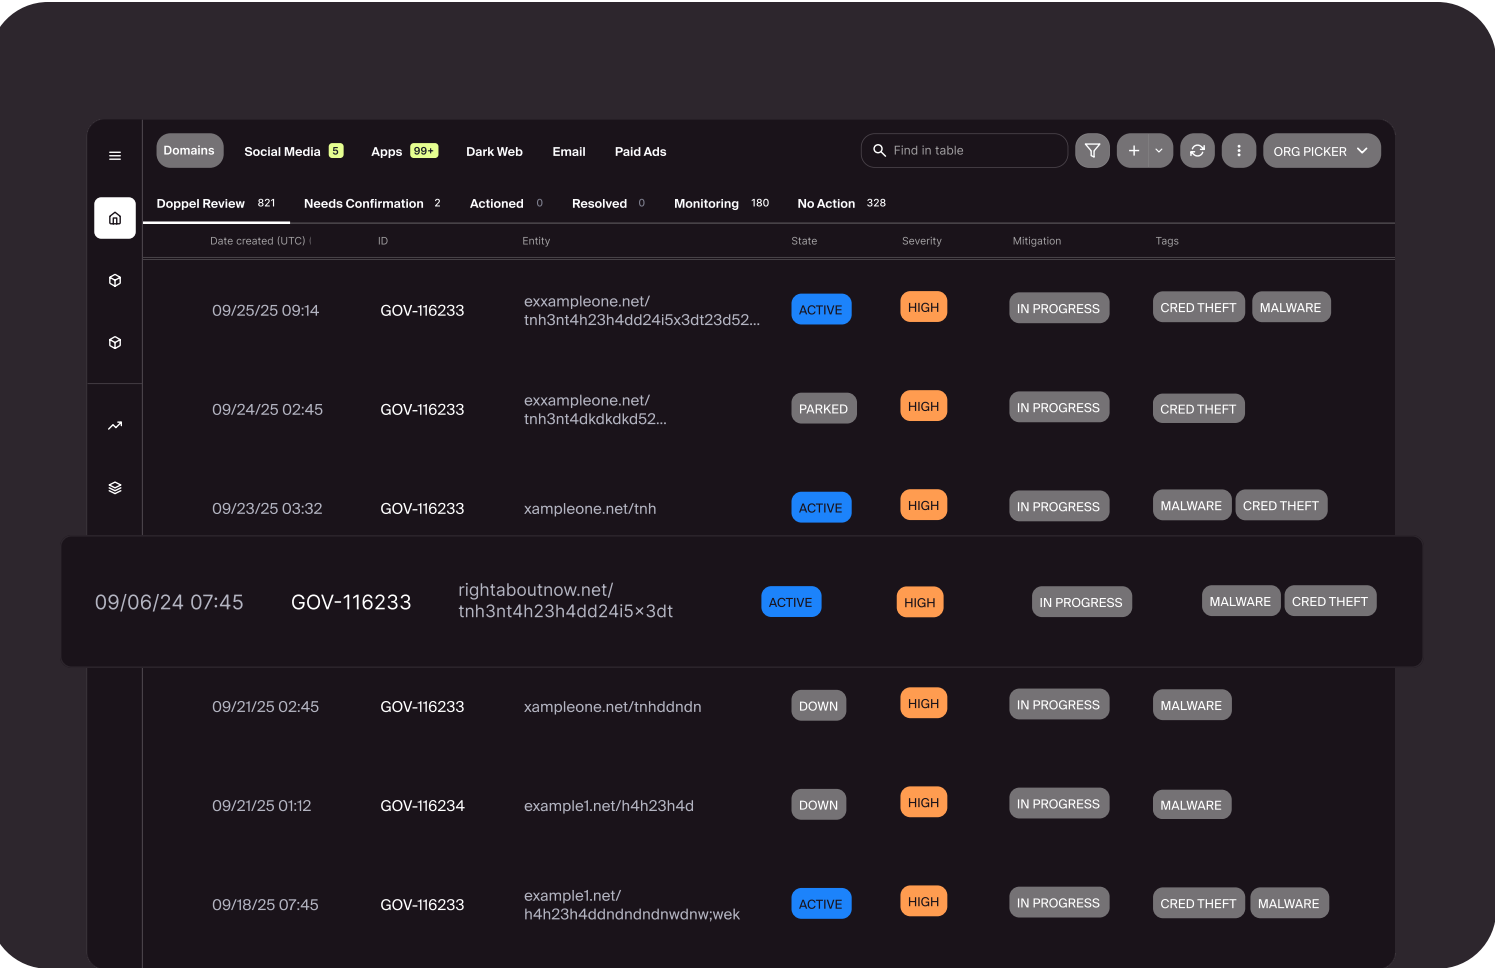 Domains Social Media 5 Apps 99+ Dark Web Email Paid Ads Find in table ORG PICKER
Doppel Review 821 Needs Confirmation 2 Actioned 0 Resolved 0 Monitoring 180 No Action 328
Date created (UTC) ID Entity State Severity Mitigation Tags
09/25/25 09:14 GOV-116233 exxampleone.net/ ACTIVE HIGH IN PROGRESS CRED THEFT MALWARE
tnh3nt4h23h4dd24i5x3dt23d52...
09/24/25 02:45 GOV-116233 exxampleone.net/ PARKED HIGH IN PROGRESS CRED THEFT
tnh3nt4dkdkdkd52...
09/23/25 03:32 GOV-116233 xampleone.net/tnh ACTIVE HIGH IN PROGRESS MALWARE CRED THEFT
09/06/24 07:45 GOV-116233 rightaboutnow.net/ ACTIVE HIGH IN PROGRESS MALWARE CRED THEFT
tnh3nt4h23h4dd24i5×3dt
09/21/25 02:45 GOV-116233 xampleone.net/tnhddndn DOWN HIGH IN PROGRESS MALWARE
09/21/25 01:12 GOV-116234 example1.net/h4h23h4d DOWN HIGH IN PROGRESS MALWARE
09/18/25 07:45 GOV-116233 example1.net/ ACTIVE HIGH IN PROGRESS CRED THEFT MALWARE
h4h23h4ddndndndnwdnw;wek